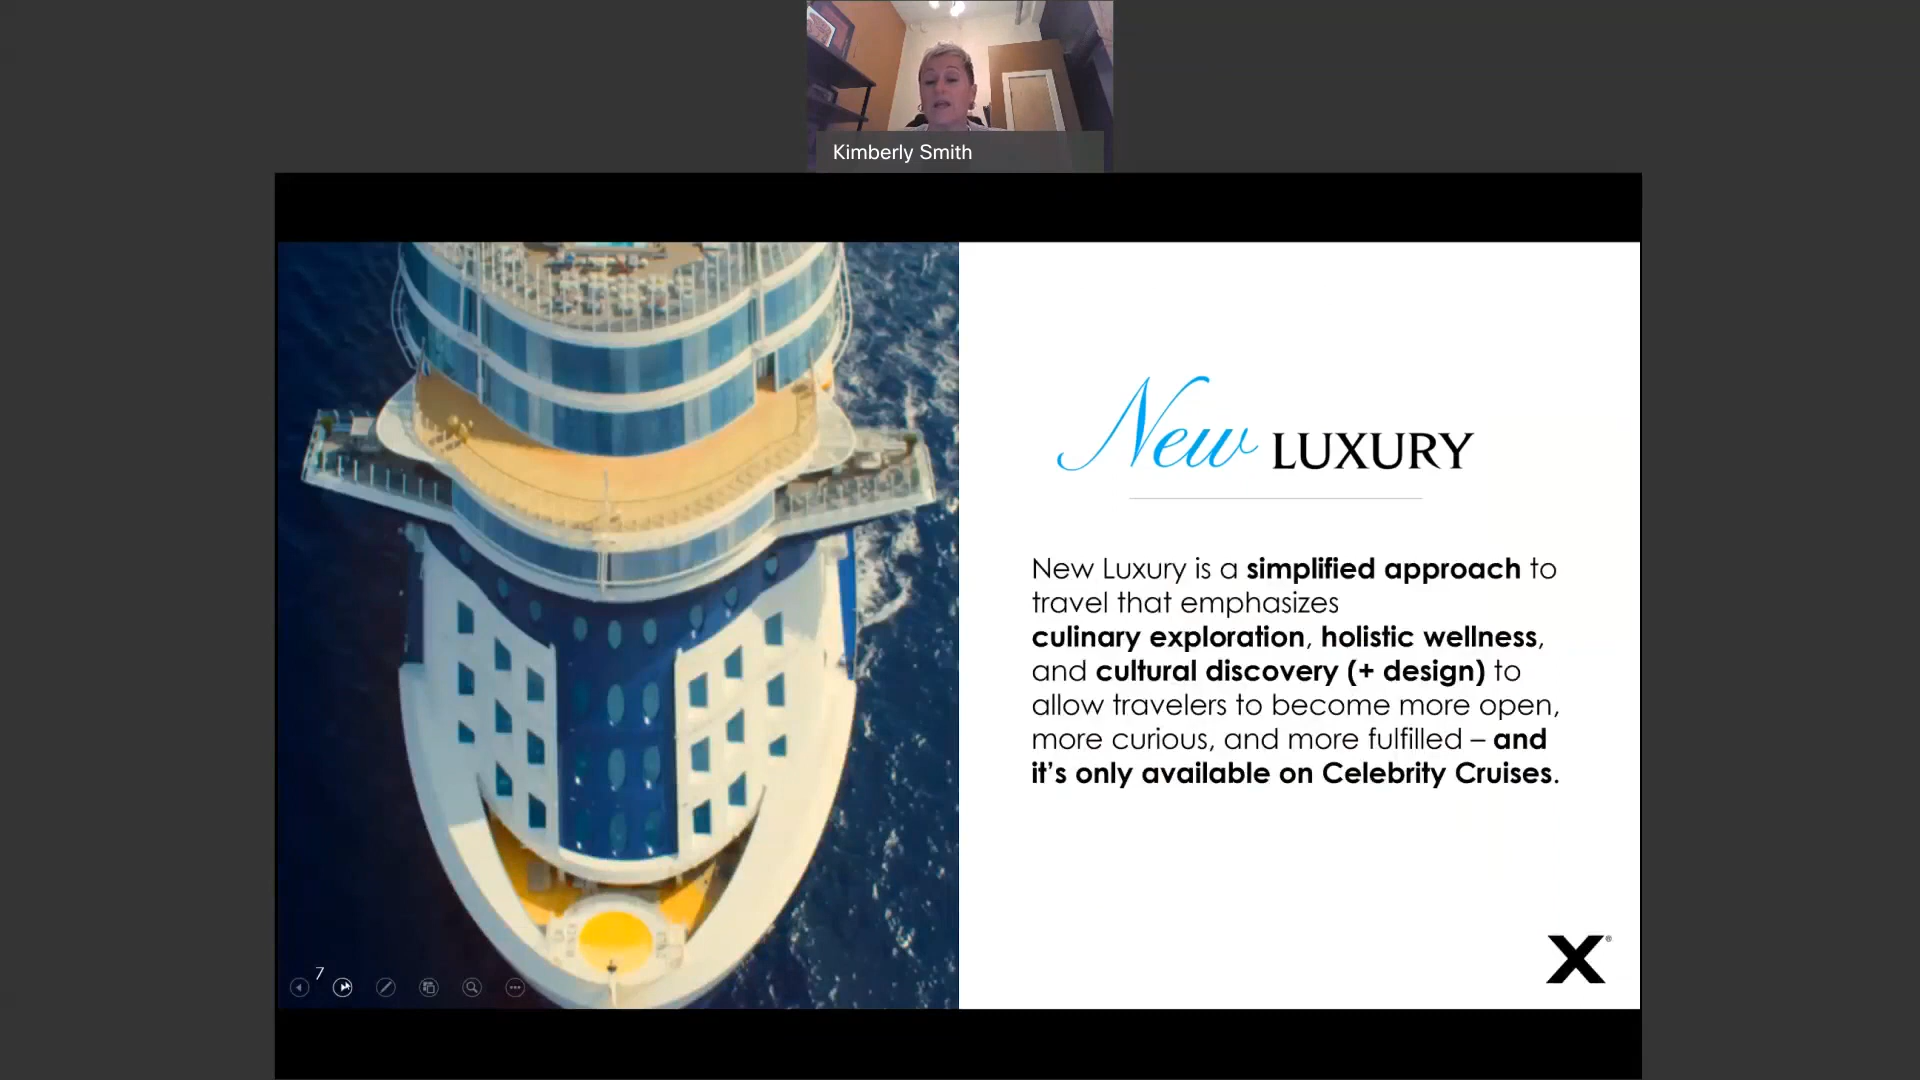 Kimberly Smith
New LUXURY
New Luxury is a simplified approach to
travel that emphasizes
culinary exploration, holistic wellness,
and cultural discovery (+ design) to
allow travelers to become more open,
more curious, and more fulfilled – and
it’s only available on Celebrity Cruises.
X®
7